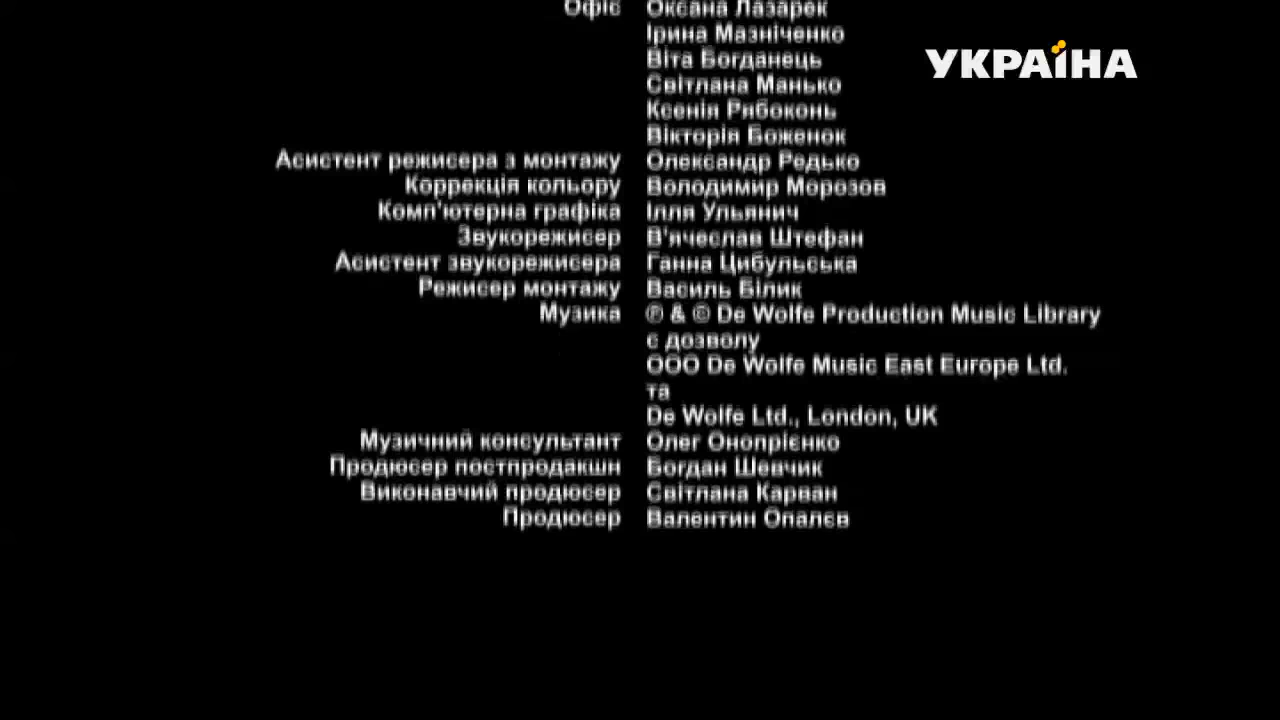 Офіс Оксана Лазарек
Ірина Мазніченко
УКРАЇНА
Віта Богданець
Світлана Манько
Ксенія Рябоконь
Вікторія Боженок
Асистент режисера з монтажу Олександр Редько
Коррекція кольору Володимир Морозов
Комп'ютерна графіка Ілля Ульянич
Звукорежисер В'ячеслав Штефан
Асистент звукорежисера Ганна Цибульська
Режисер монтажу Василь Білик
Музика ℗ & © De Wolfe Production Music Library
с дозволу
ООО De Wolfe Music East Europe Ltd.
та
De Wolfe Ltd., London, UK
Музичний консультант Олег Онопрієнко
Продюсер постпродакшн Богдан Шевчик
Виконавчий продюсер Світлана Карван
Продюсер Валентин Опалєв